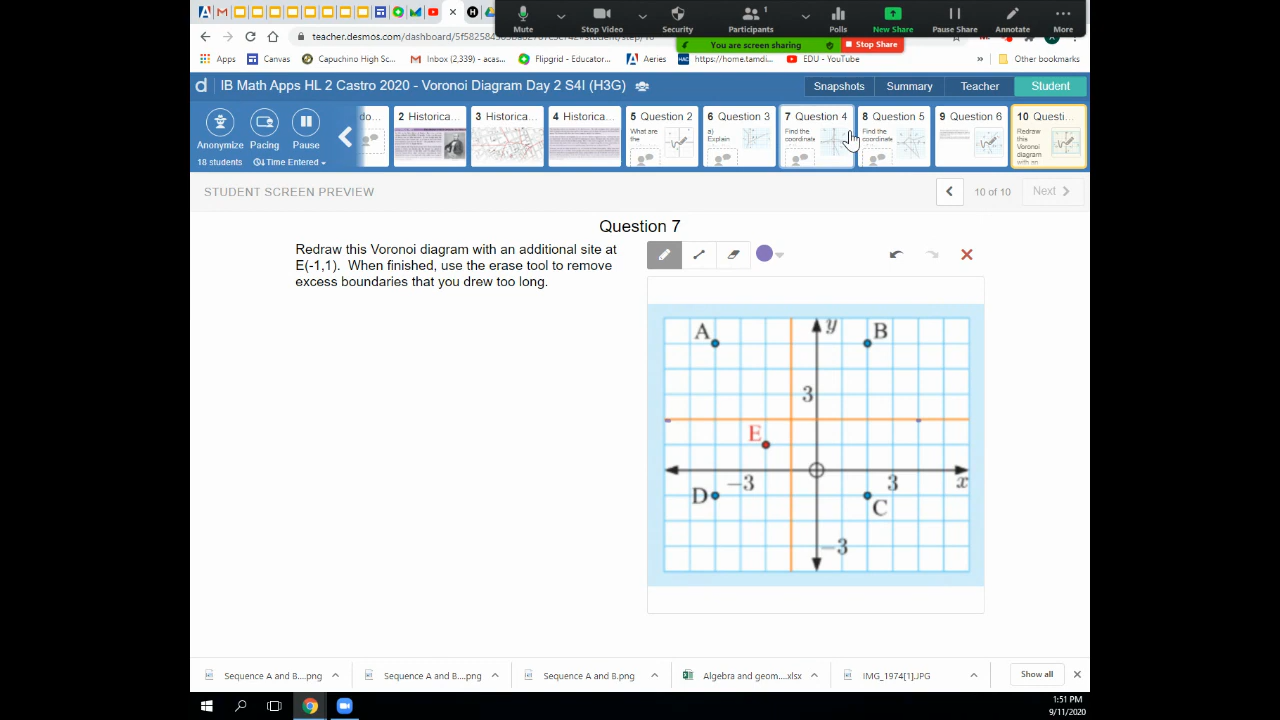 Mute
Stop Video
Security
Participants
1
Polls
New Share
Pause Share
Annotate
More
You are screen sharing
Stop Share
Apps
Canvas
Capuchino High Sc...
Inbox (2,339) - acas...
Flipgrid - Educator...
Aeries
https://home.tamdi...
EDU - YouTube
»
Other bookmarks
IB Math Apps HL 2 Castro 2020 - Voronoi Diagram Day 2 S4I (H3G)
Snapshots
Summary
Teacher
Student
Anonymize
Pacing
Pause
18 students
Time Entered
do...
2 Historica...
3 Historica...
4 Historica...
5 Question 2
What are the
6 Question 3
a) Explain
7 Question 4
Find the coordinate
8 Question 5
Find the coordinate
9 Question 6
10 Questi...
Redraw this Voronoi diagram with an
STUDENT SCREEN PREVIEW
10 of 10
Next
Question 7
Redraw this Voronoi diagram with an additional site at
E(-1,1). When finished, use the erase tool to remove
excess boundaries that you drew too long.
A
y
B
3
E
D
−3
3
x
C
−3
Sequence A and B....png
Sequence A and B....png
Sequence A and B.png
Algebra and geom....xlsx
IMG_1974[1].JPG
Show all
1:51 PM
9/11/2020